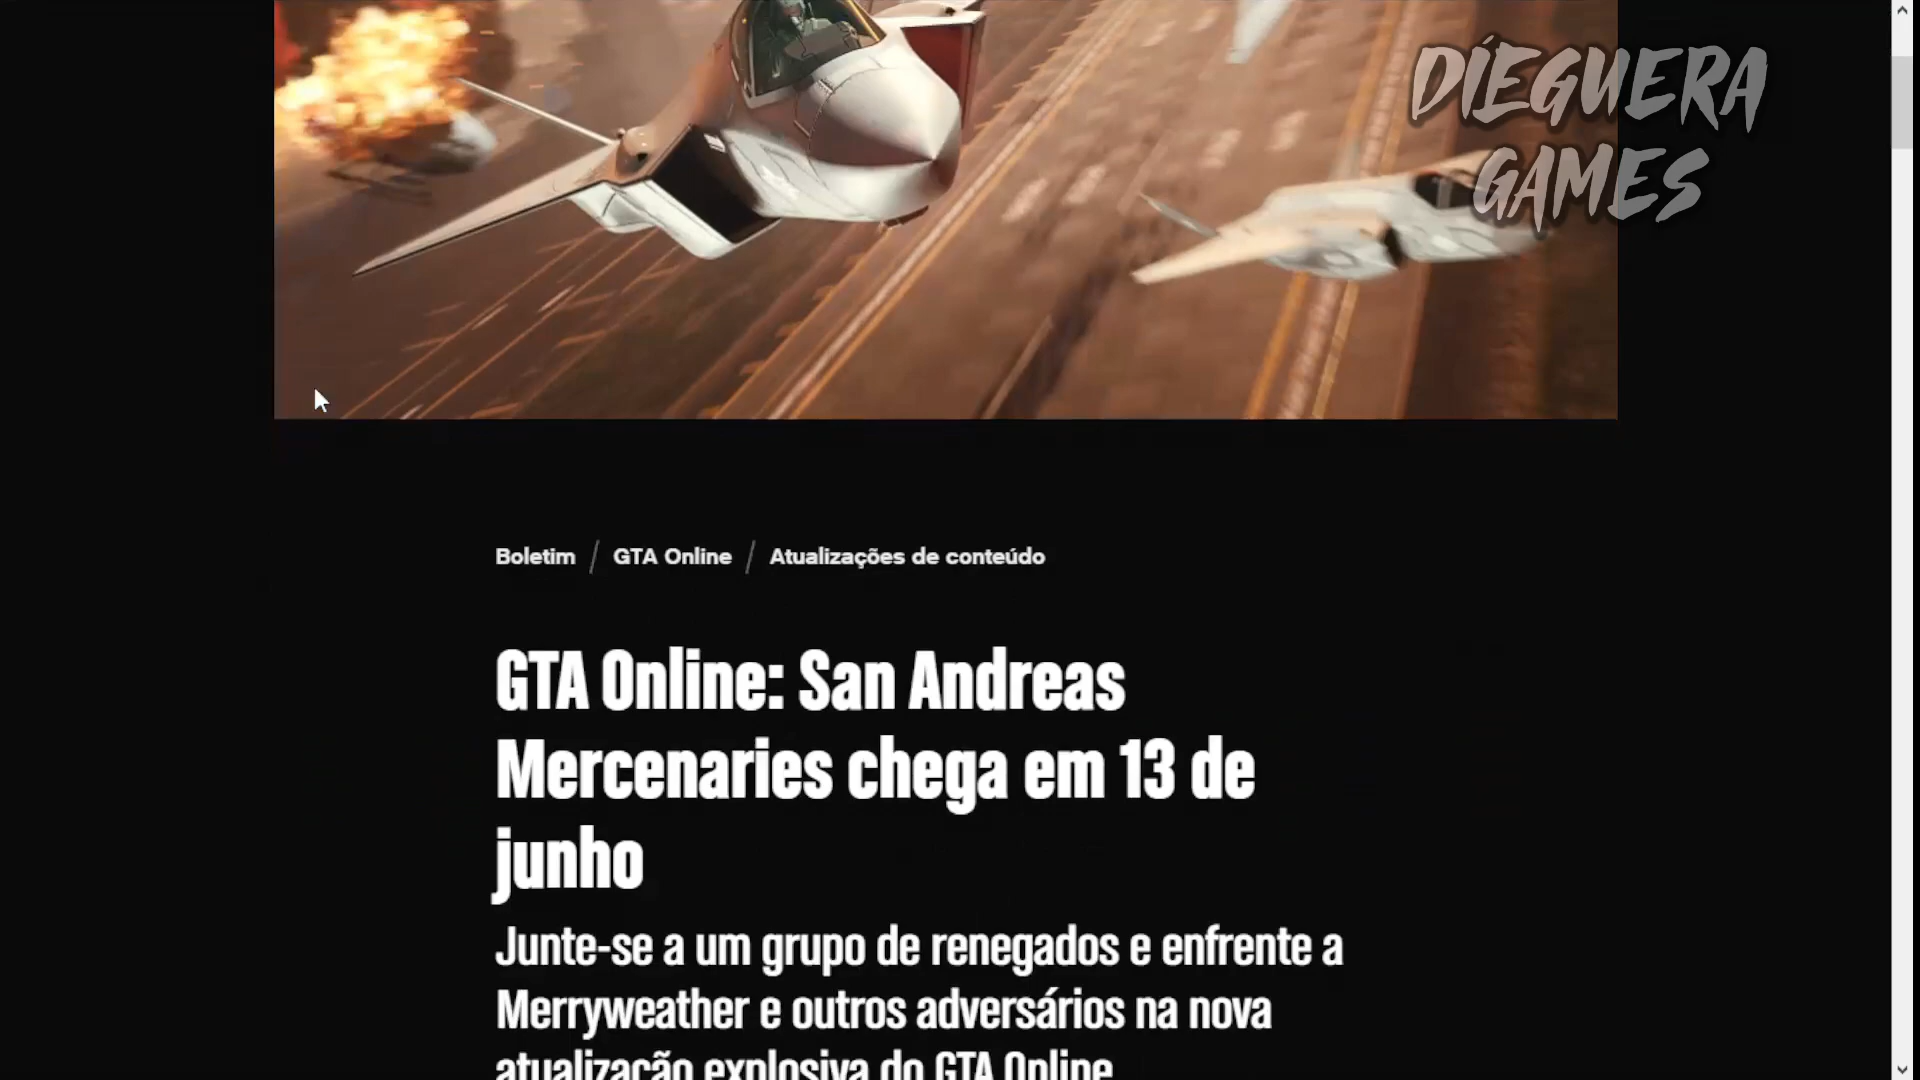 DIEGUERA
GAMES
Boletim / GTA Online / Atualizações de conteúdo
GTA Online: San Andreas
Mercenaries chega em 13 de
junho
Junte-se a um grupo de renegados e enfrente a
Merryweather e outros adversários na nova
atualização explosiva do GTA Online